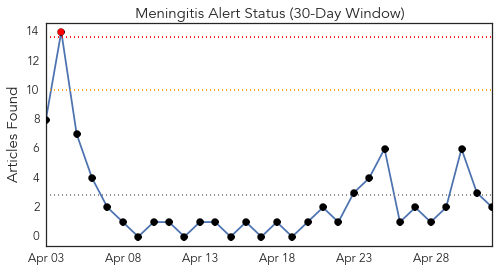 Meningitis Alert Status (30-Day Window)
Articles Found
14
12
10
8
6
4
2
0
Apr 03
Apr 08
Apr 13
Apr 18
Apr 23
Apr 28